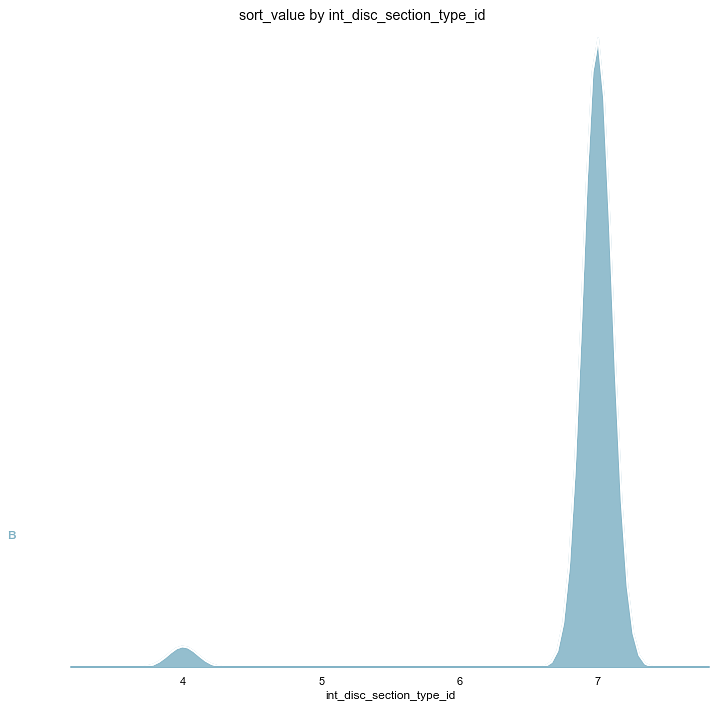 sort_value by int_disc_section_type_id
B
4 5 6 7
int_disc_section_type_id